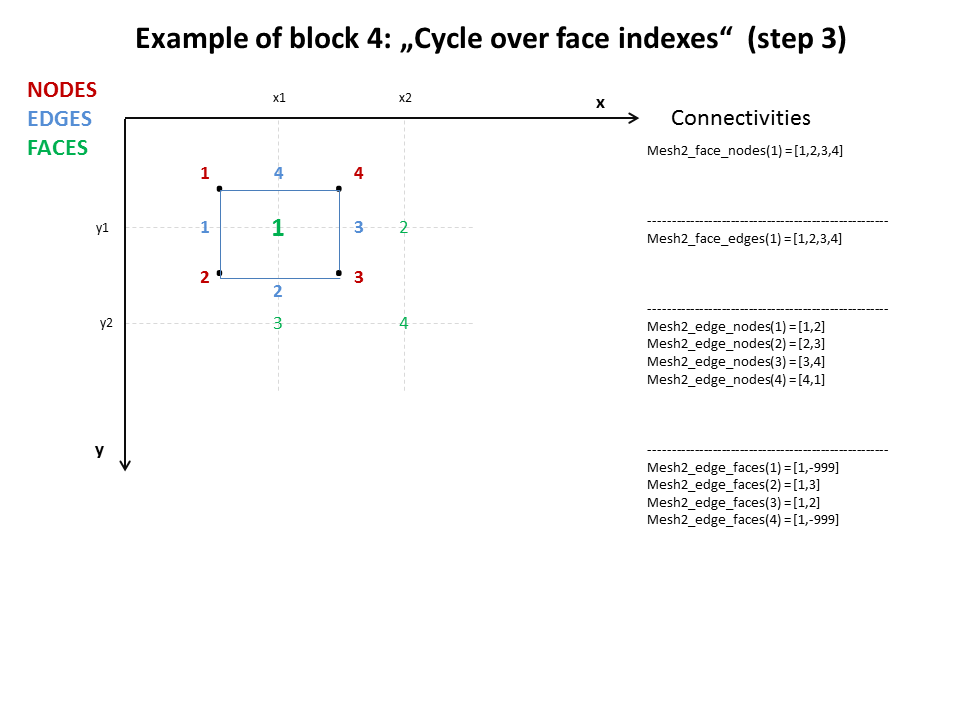 Example of block 4: „Cycle over face indexes“ (step 3)
NODES
EDGES
FACES
x1
x2
x
1
4
4
y1
1
1
3
2
2
3
2
y2
3
4
y
Connectivities
Mesh2_face_nodes(1) = [1,2,3,4]
--------------------------------------------------
Mesh2_face_edges(1) = [1,2,3,4]
--------------------------------------------------
Mesh2_edge_nodes(1) = [1,2]
Mesh2_edge_nodes(2) = [2,3]
Mesh2_edge_nodes(3) = [3,4]
Mesh2_edge_nodes(4) = [4,1]
--------------------------------------------------
Mesh2_edge_faces(1) = [1,-999]
Mesh2_edge_faces(2) = [1,3]
Mesh2_edge_faces(3) = [1,2]
Mesh2_edge_faces(4) = [1,-999]